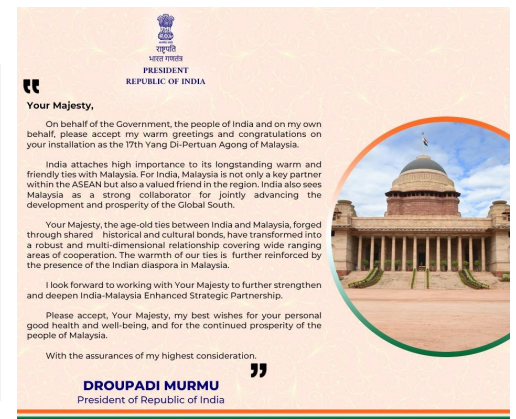 राष्ट्रपति
भारत गणतंत्र
PRESIDENT
REPUBLIC OF INDIA
"
Your Majesty,
On behalf of the Government, the people of India and on my own
behalf, please accept my warm greetings and congratulations on
your installation as the 17th Yang Di-Pertuan Agong of Malaysia.
India attaches high importance to its longstanding warm and
friendly ties with Malaysia. For India, Malaysia is not only a key partner
within the ASEAN but also a valued friend in the region. India also sees
Malaysia as a strong collaborator for jointly advancing the
development and prosperity of the Global South.
Your Majesty, the age-old ties between India and Malaysia, forged
through shared historical and cultural bonds, have transformed into
a robust and multi-dimensional relationship covering wide ranging
areas of cooperation. The warmth of our ties is further reinforced by
the presence of the Indian diaspora in Malaysia.
I look forward to working with Your Majesty to further strengthen
and deepen India-Malaysia Enhanced Strategic Partnership.
Please accept, Your Majesty, my best wishes for your personal
good health and well-being, and for the continued prosperity of the
people of Malaysia.
With the assurances of my highest consideration.
"
DROUPADI MURMU
President of Republic of India